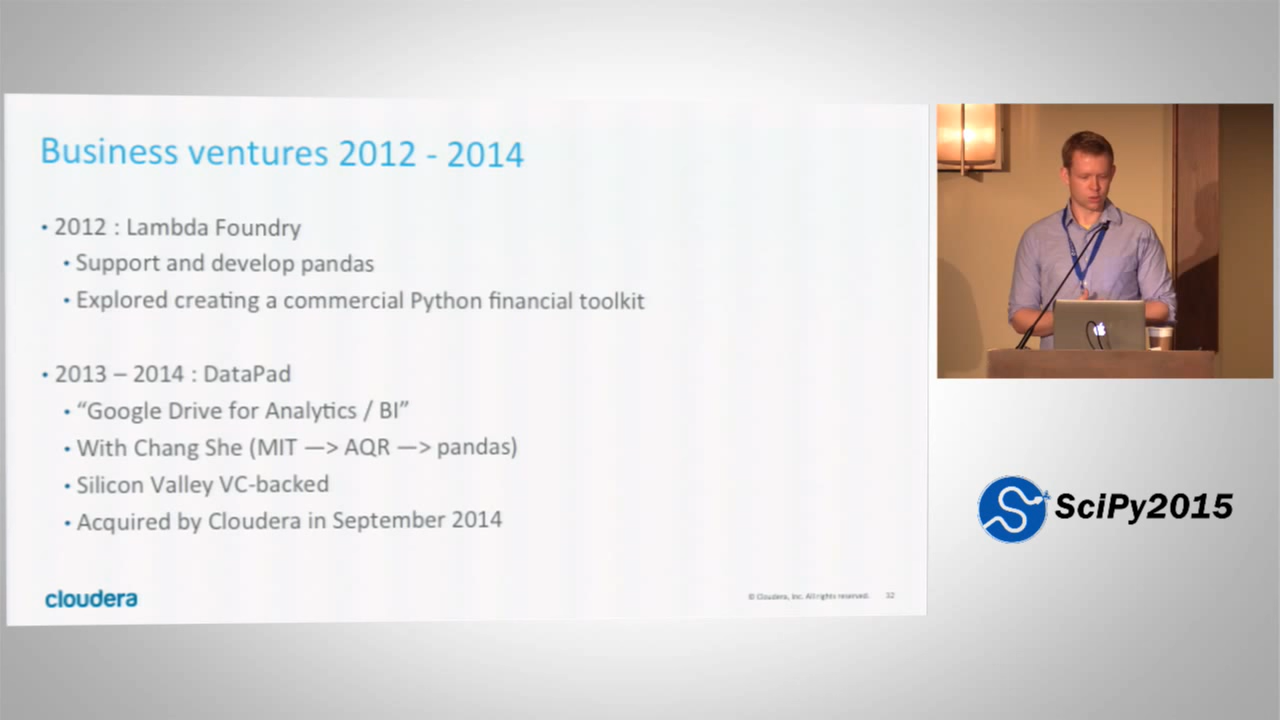 Business ventures 2012 - 2014
• 2012 : Lambda Foundry
• Support and develop pandas
• Explored creating a commercial Python financial toolkit
• 2013 – 2014 : DataPad
• “Google Drive for Analytics / BI”
• With Chang She (MIT —> AQR —> pandas)
• Silicon Valley VC-backed
• Acquired by Cloudera in September 2014
cloudera
© Cloudera, Inc. All rights reserved. 32
SciPy2015